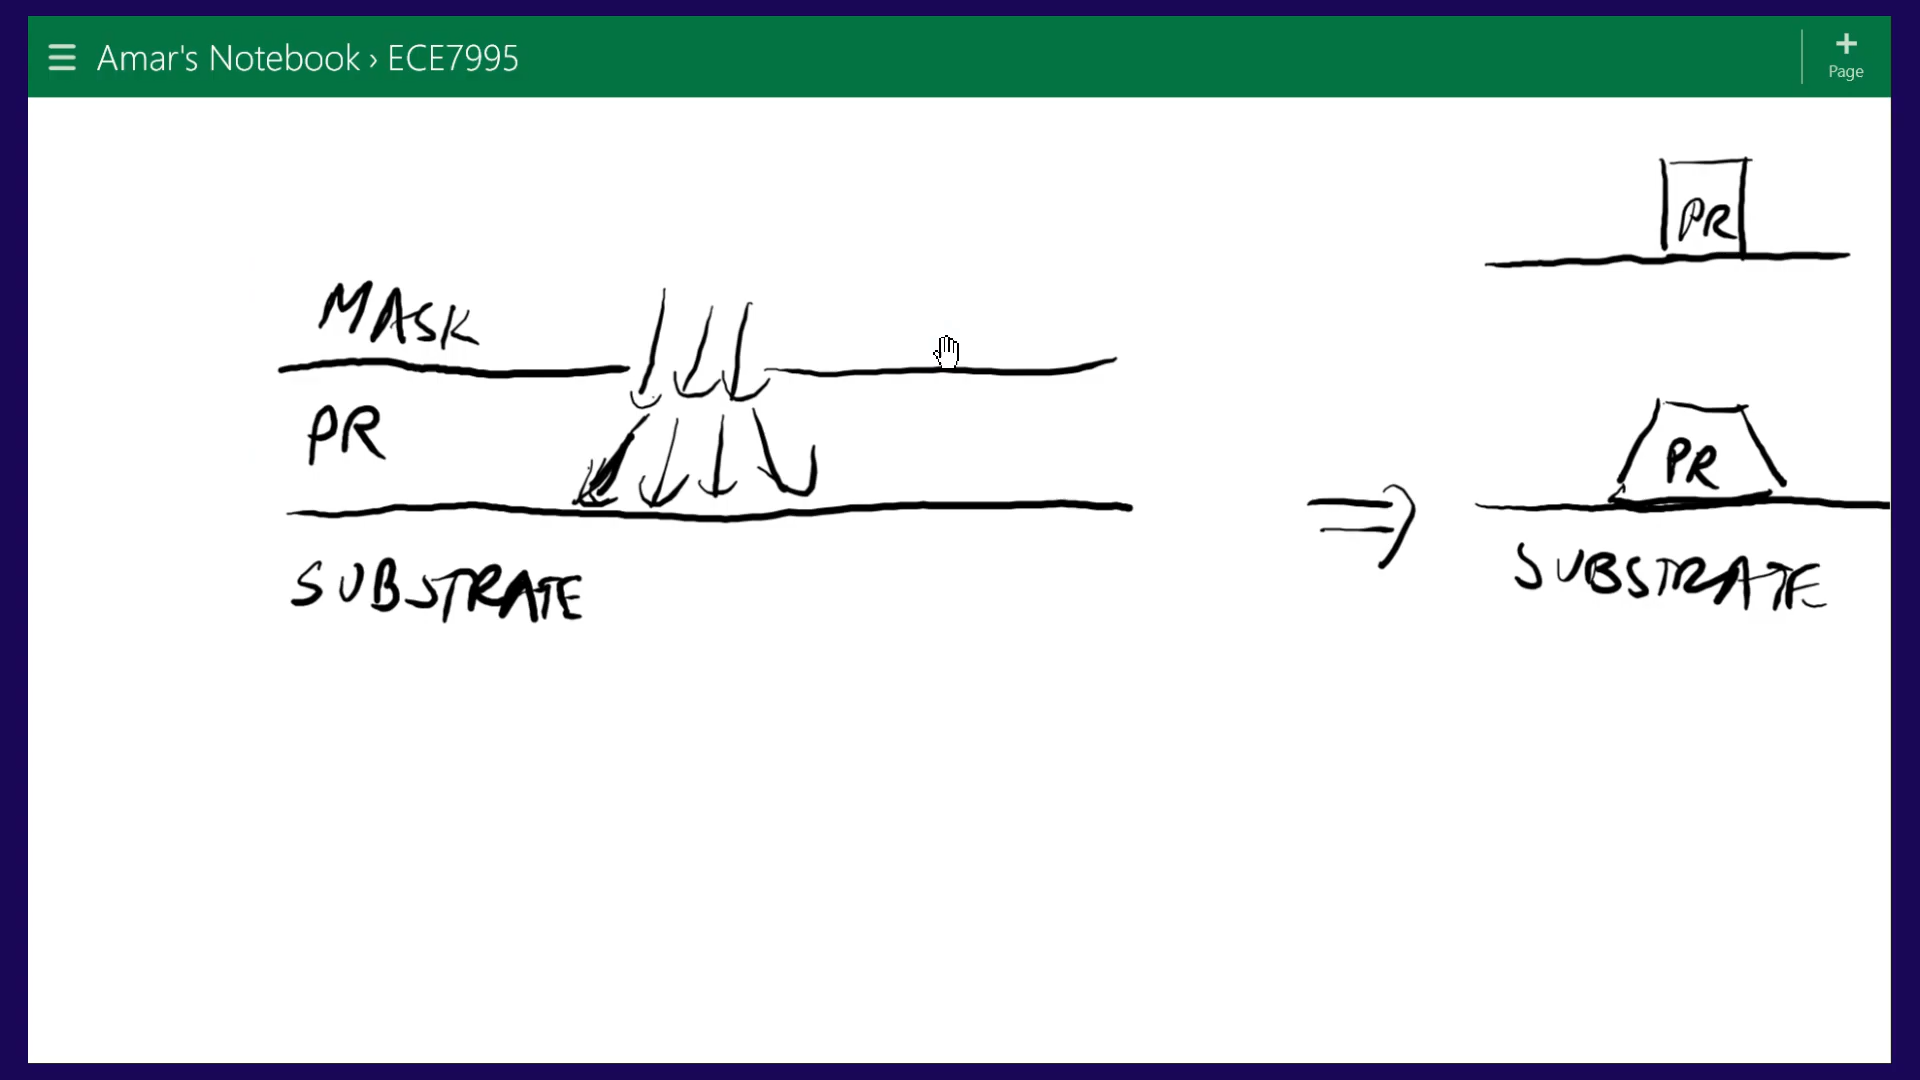 Amar's Notebook › ECE7995
Page
PR
MASK
PR
PR
SUBSTRATE
SUBSTRATE